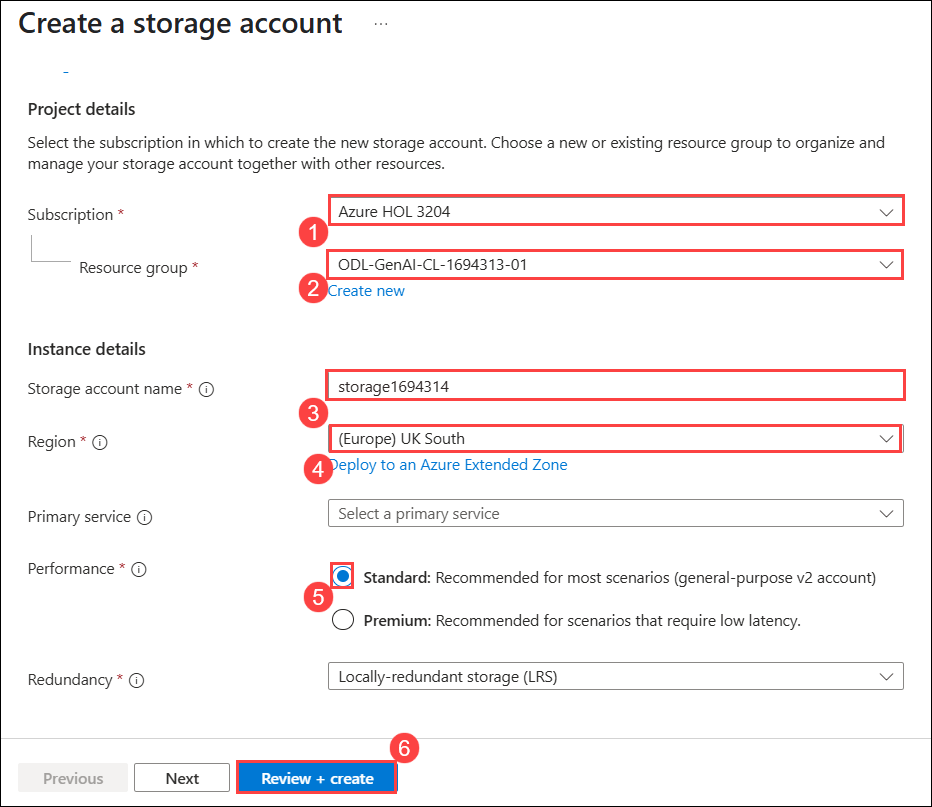 Create a storage account ...
Project details
Select the subscription in which to create the new storage account. Choose a new or existing resource group to organize and
manage your storage account together with other resources.
Subscription *
Azure HOL 3204
1
Resource group *
ODL-GenAI-CL-1694313-01
2
Create new
Instance details
Storage account name *
storage1694314
3
Region *
(Europe) UK South
4
Deploy to an Azure Extended Zone
Primary service
Select a primary service
Performance *
Standard: Recommended for most scenarios (general-purpose v2 account)
5
Premium: Recommended for scenarios that require low latency.
Redundancy *
Locally-redundant storage (LRS)
6
Previous
Next
Review + create